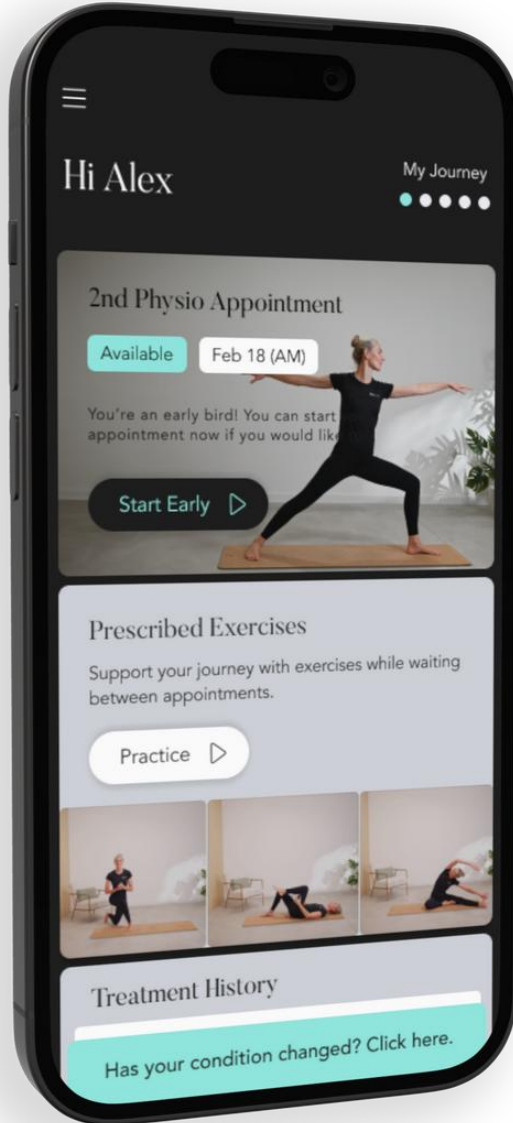 Hi Alex
My Journey
2nd Physio Appointment
Available
Feb 18 (AM)
You're an early bird! You can start
appointment now if you would
Start Early
Prescribed Exercises
Support your journey with exercises while waiting
between appointments.
Practice
Treatment History
Has your condition changed? Click here.